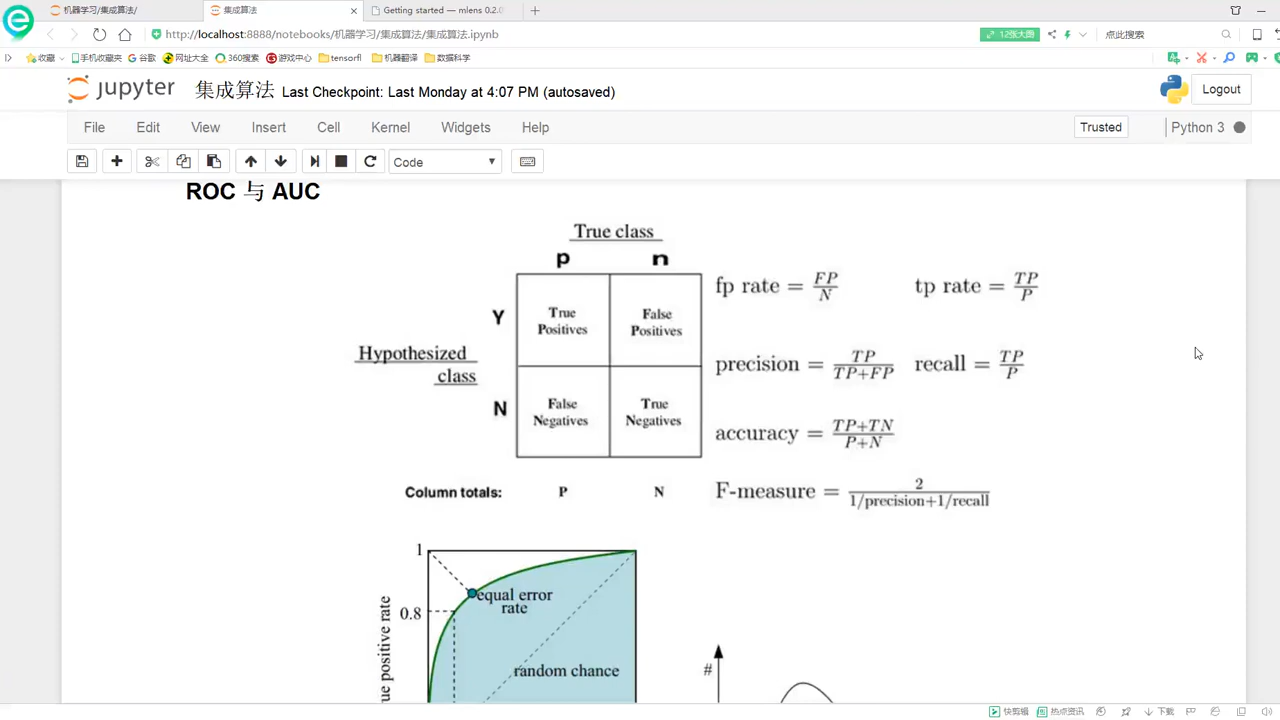 机器学习/集成算法/
集成算法
Getting started — mlens 0.2.0
http://localhost:8888/notebooks/机器学习/集成算法/集成算法.ipynb
12张大图
点此搜索
收藏
手机收藏夹
谷歌
网址大全
360搜索
游戏中心
tensorfl
机器翻译
数据科学
jupyter 集成算法 Last Checkpoint: Last Monday at 4:07 PM (autosaved)
Logout
File Edit View Insert Cell Kernel Widgets Help
Trusted
Python 3
Code
ROC 与 AUC
True class
p n
Y
True Positives
False Positives
Hypothesized class
N
False Negatives
True Negatives
Column totals: P N
fp rate = FP/N
tp rate = TP/P
precision = TP/TP+FP
recall = TP/P
accuracy = TP+TN/P+N
F-measure = 2/1/precision+1/recall
1
equal error rate
0.8
ue positive rate
random chance
#
快剪辑
热点资讯
下载